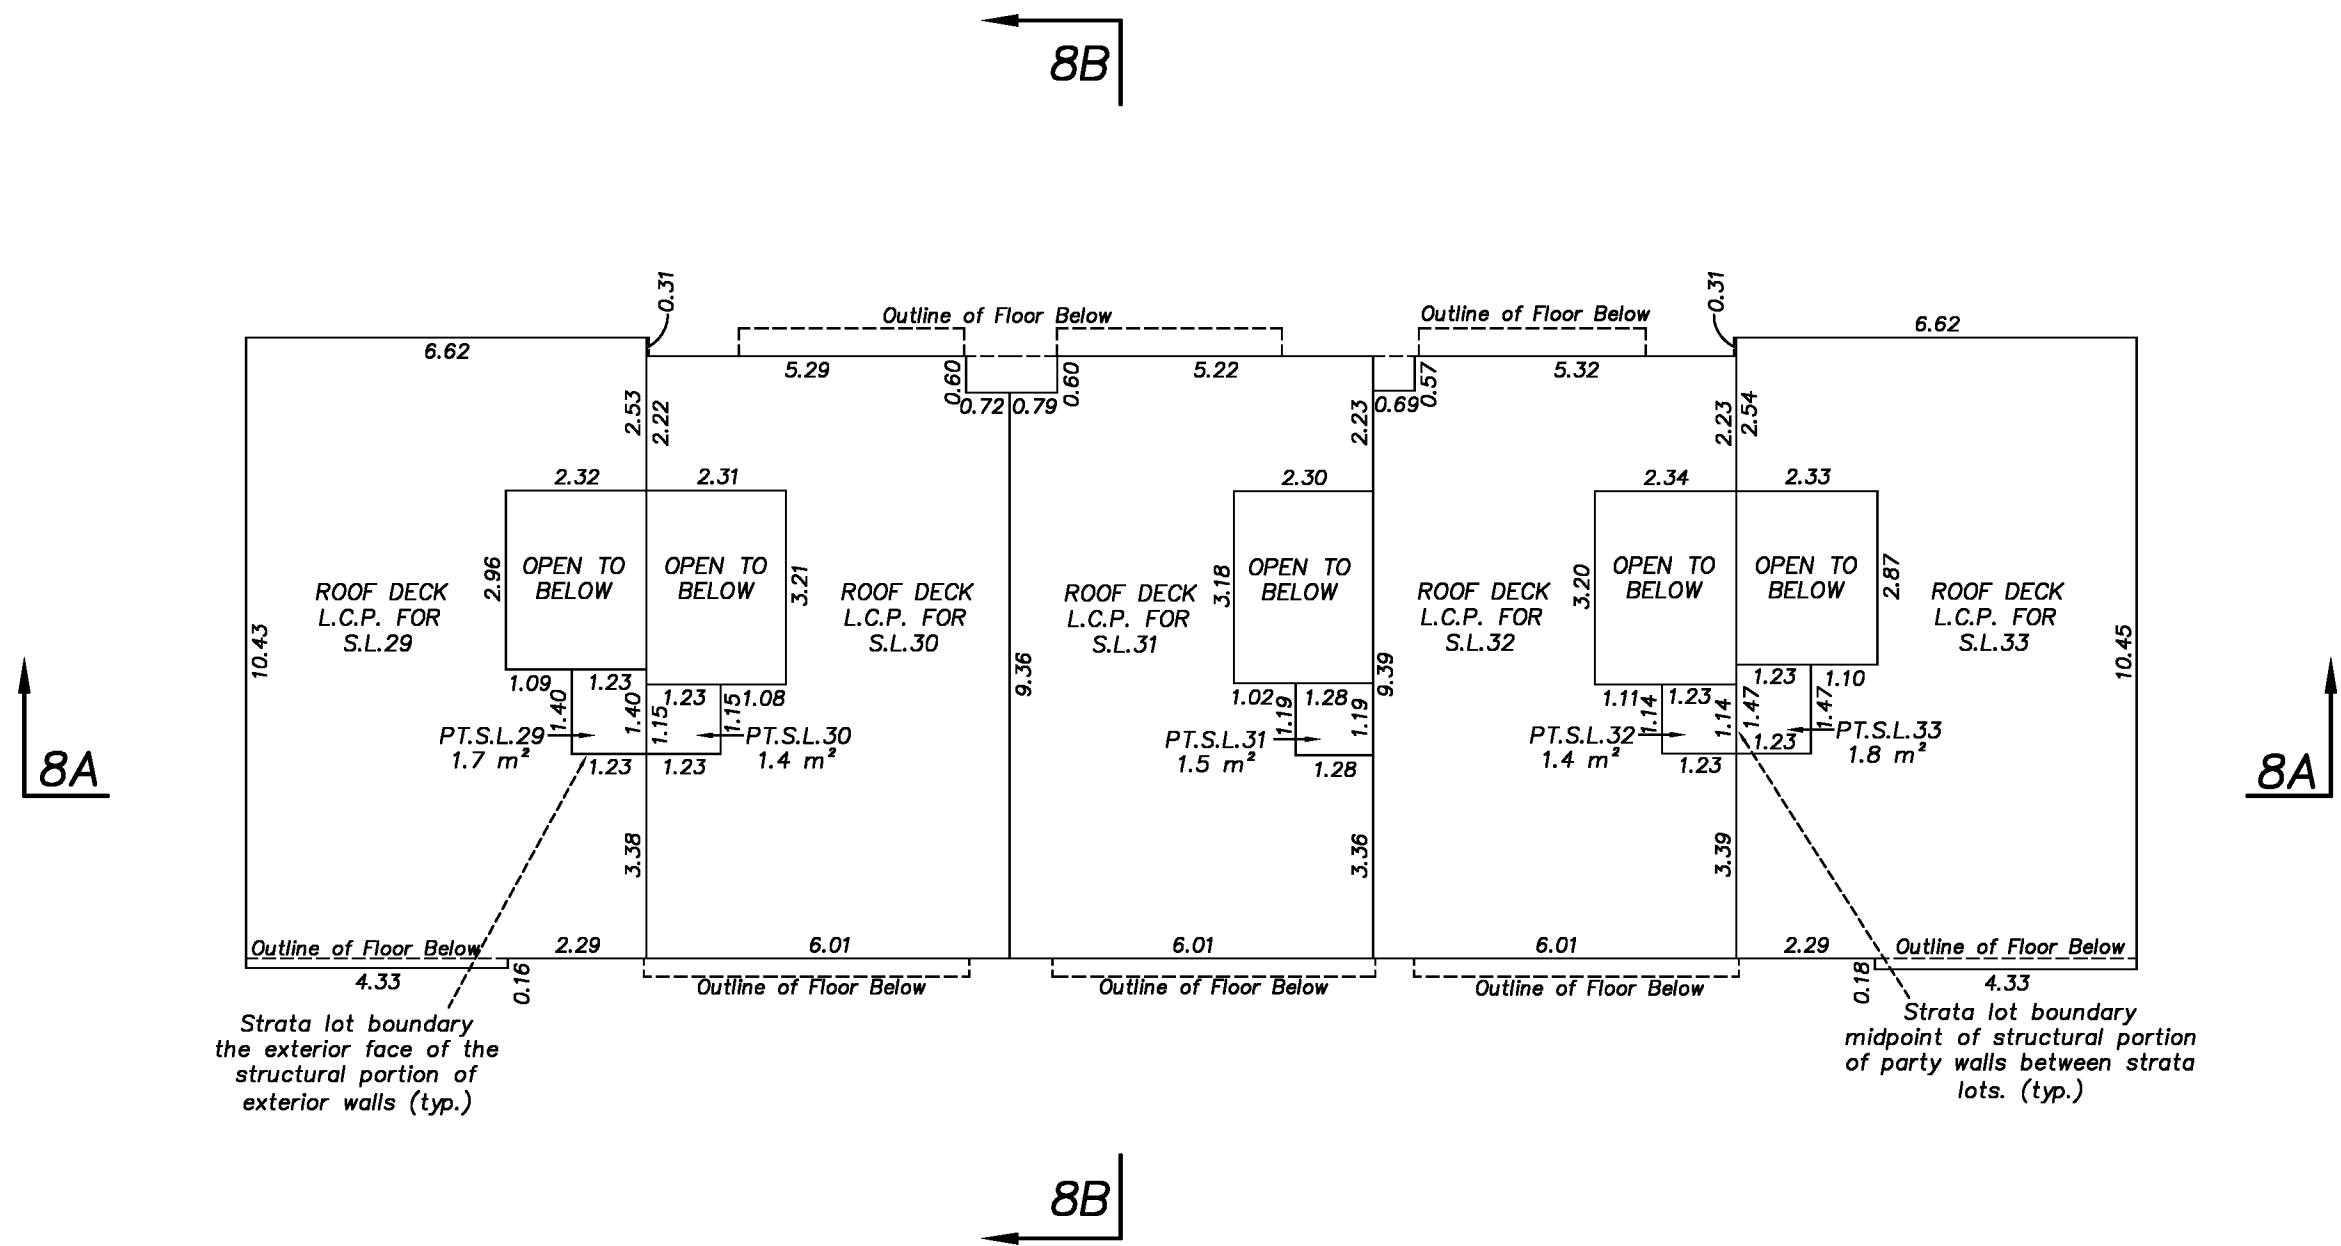 8B
0.31
0.31
Outline of Floor Below
Outline of Floor Below
6.62
6.62
5.29
0.60
0.60
5.22
0.57
5.32
0.72
0.79
0.69
2.53
2.22
2.23
2.23
2.54
2.32
2.31
2.30
2.34
2.33
OPEN TO
BELOW
OPEN TO
BELOW
OPEN TO
BELOW
OPEN TO
BELOW
OPEN TO
BELOW
2.96
3.21
3.18
3.20
2.87
ROOF DECK
L.C.P. FOR
S.L.29
ROOF DECK
L.C.P. FOR
S.L.30
ROOF DECK
L.C.P. FOR
S.L.31
ROOF DECK
L.C.P. FOR
S.L.32
ROOF DECK
L.C.P. FOR
S.L.33
10.43
9.36
9.39
10.45
1.09
1.23
1.23
1.08
1.02
1.28
1.11
1.23
1.23
1.10
1.40
1.40
1.15
1.15
1.19
1.19
1.14
1.14
1.47
1.47
PT.S.L.29
1.7 m²
PT.S.L.30
1.4 m²
PT.S.L.31
1.5 m²
PT.S.L.32
1.4 m²
PT.S.L.33
1.8 m²
1.23
1.23
1.28
1.23
1.23
8A
8A
3.38
3.36
3.39
Outline of Floor Below
2.29
6.01
6.01
6.01
2.29
Outline of Floor Below
4.33
0.16
Outline of Floor Below
Outline of Floor Below
Outline of Floor Below
0.18
4.33
Strata lot boundary
the exterior face of the
structural portion of
exterior walls (typ.)
Strata lot boundary
midpoint of structural portion
of party walls between strata
lots. (typ.)
8B